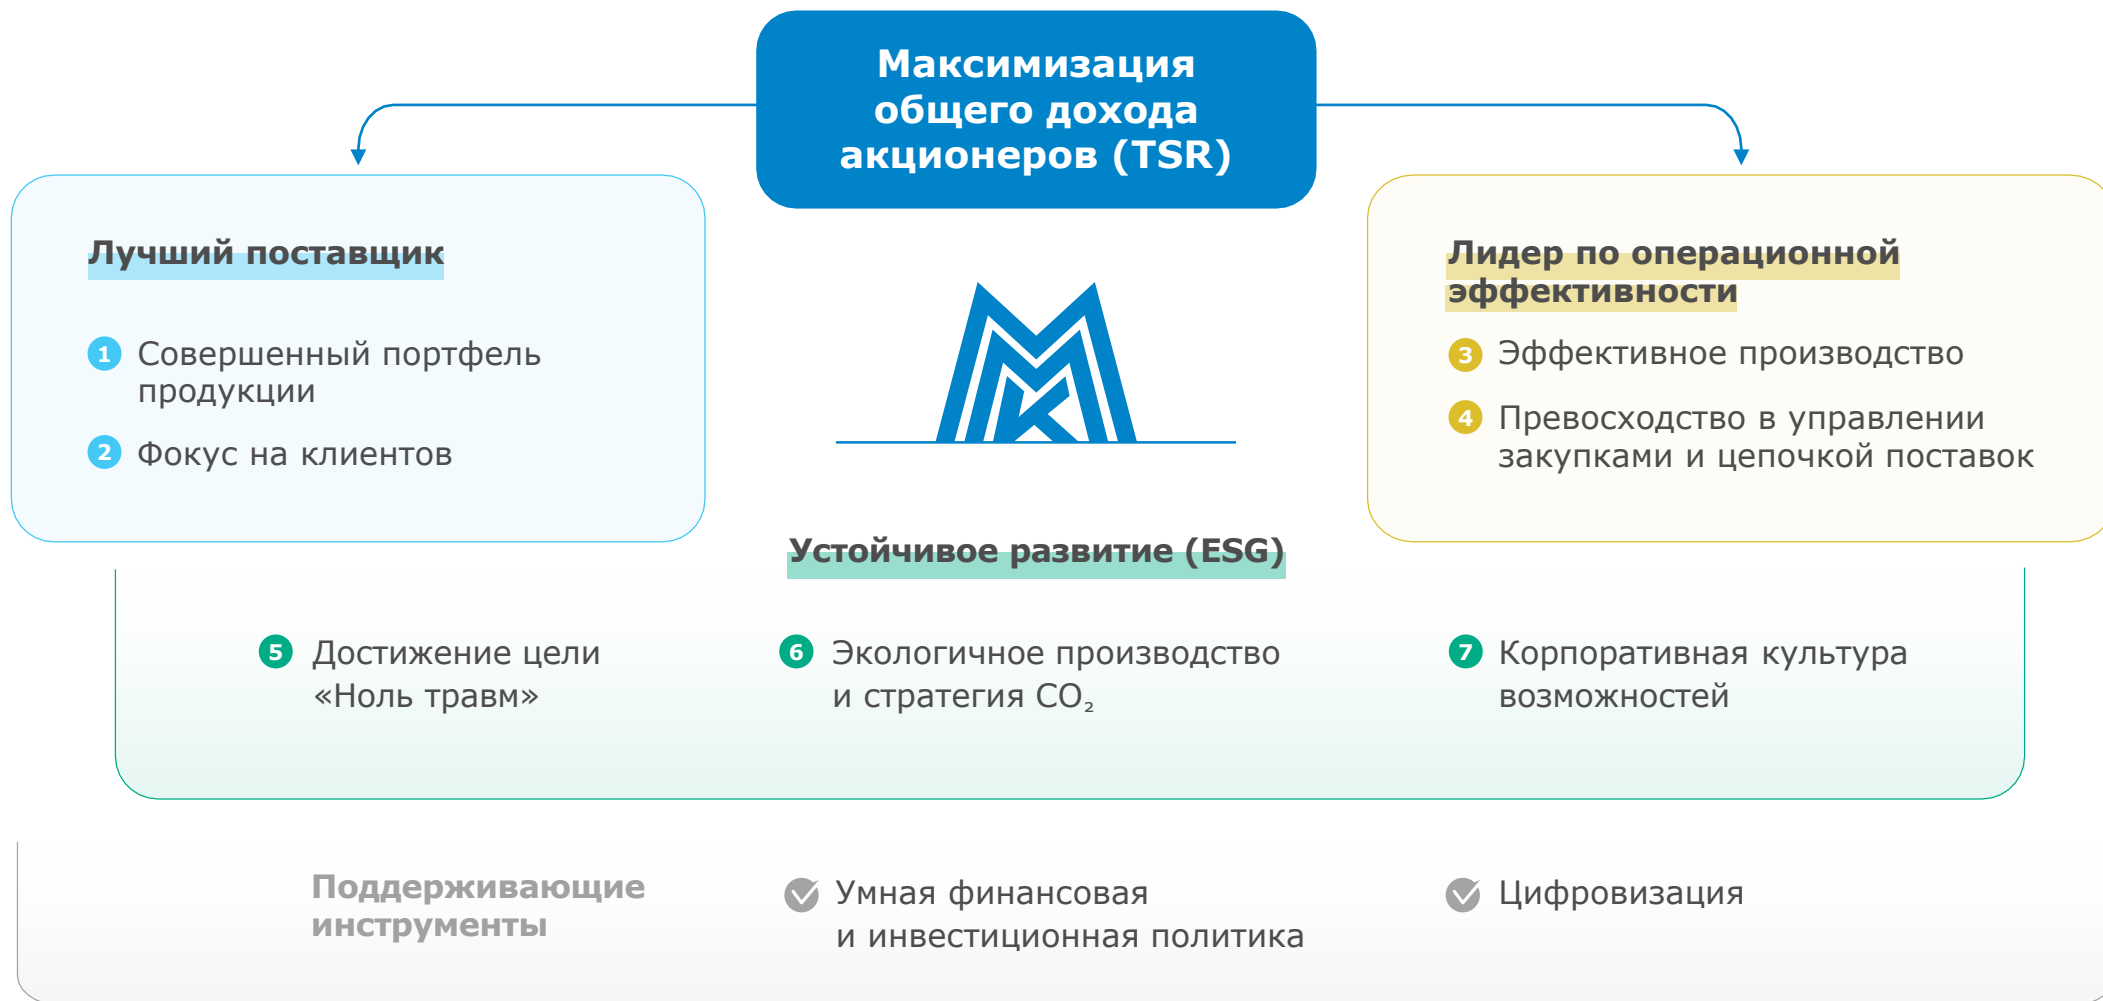 Максимизация
общего дохода
акционеров (TSR)
Лучший поставщик
1 Совершенный портфель
продукции
2 Фокус на клиентов
ММК
Лидер по операционной
эффективности
3 Эффективное производство
4 Превосходство в управлении
закупками и цепочкой поставок
Устойчивое развитие (ESG)
5 Достижение цели
«Ноль травм»
6 Экологичное производство
и стратегия CO₂
7 Корпоративная культура
возможностей
Поддерживающие
инструменты
Умная финансовая
и инвестиционная политика
Цифровизация